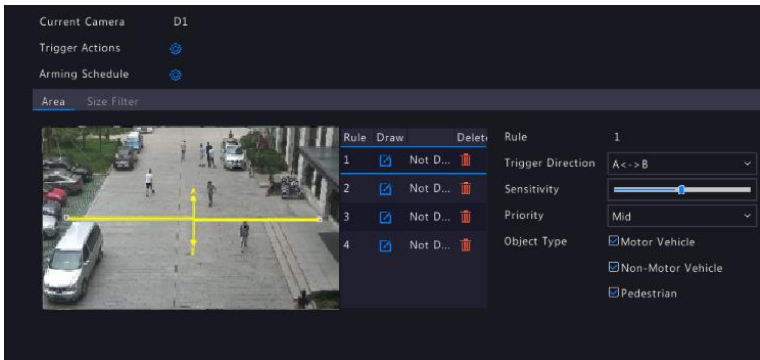 Current Camera D1
Trigger Actions
Arming Schedule
Area Size Filter
Rule Draw Delet
1 Not D...
2 Not D...
3 Not D...
4 Not D...
Rule 1
Trigger Direction A<->B
Sensitivity
Priority Mid
Object Type Motor Vehicle
Non-Motor Vehicle
Pedestrian